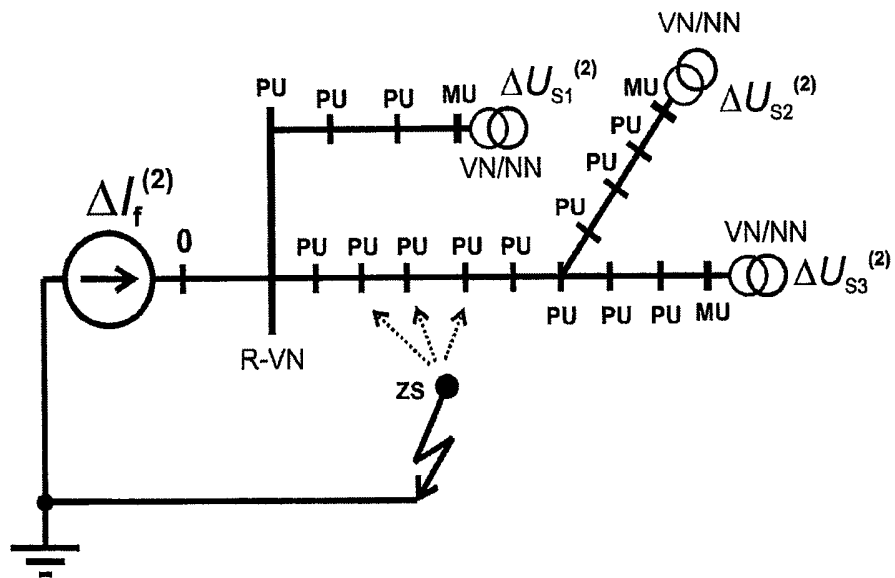 VN/NN
PU PU PU MU ΔU_S1^(2)
VN/NN
MU ΔU_S2^(2)
PU
PU
PU
ΔI_f^(2)
0
PU PU PU PU PU
VN/NN
ΔU_S3^(2)
PU PU PU MU
R-VN
ZS